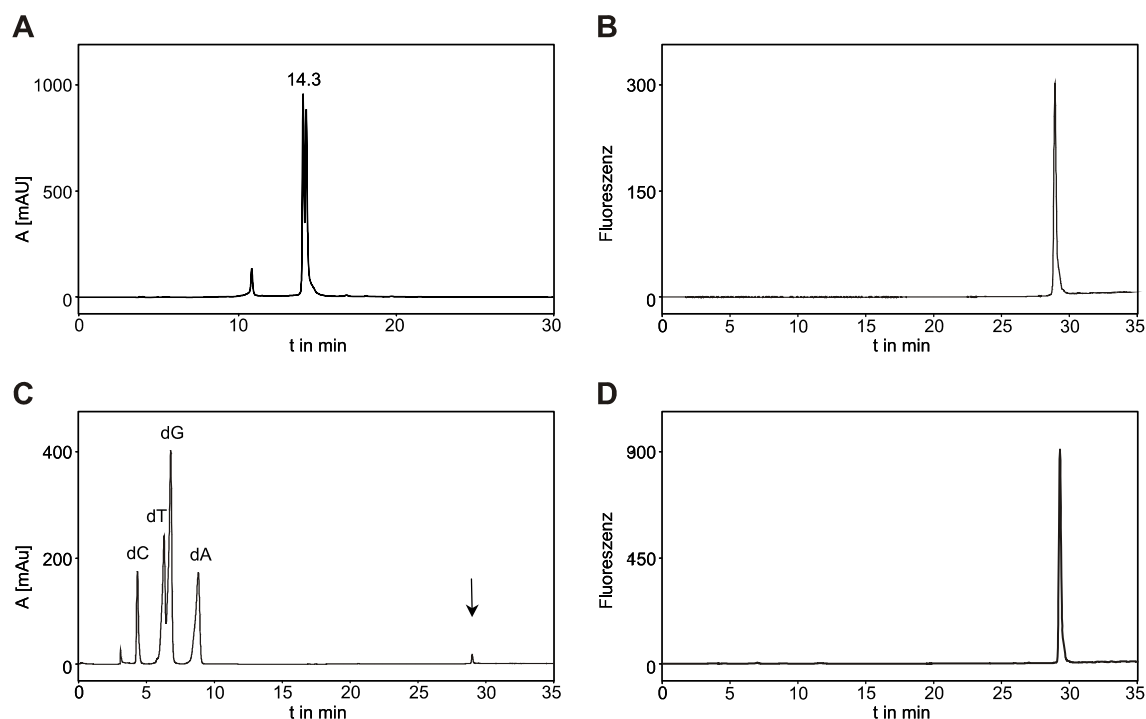 A
14.3
1000
500
0
A [mAU]
0 10 20 30
t in min
B
300
150
0
Fluoreszenz
0 5 10 15 20 25 30 35
t in min
C
dG
dT
dC
dA
400
200
0
A [mAu]
0 5 10 15 20 25 30 35
t in min
D
900
450
0
Fluoreszenz
0 5 10 15 20 25 30 35
t in min